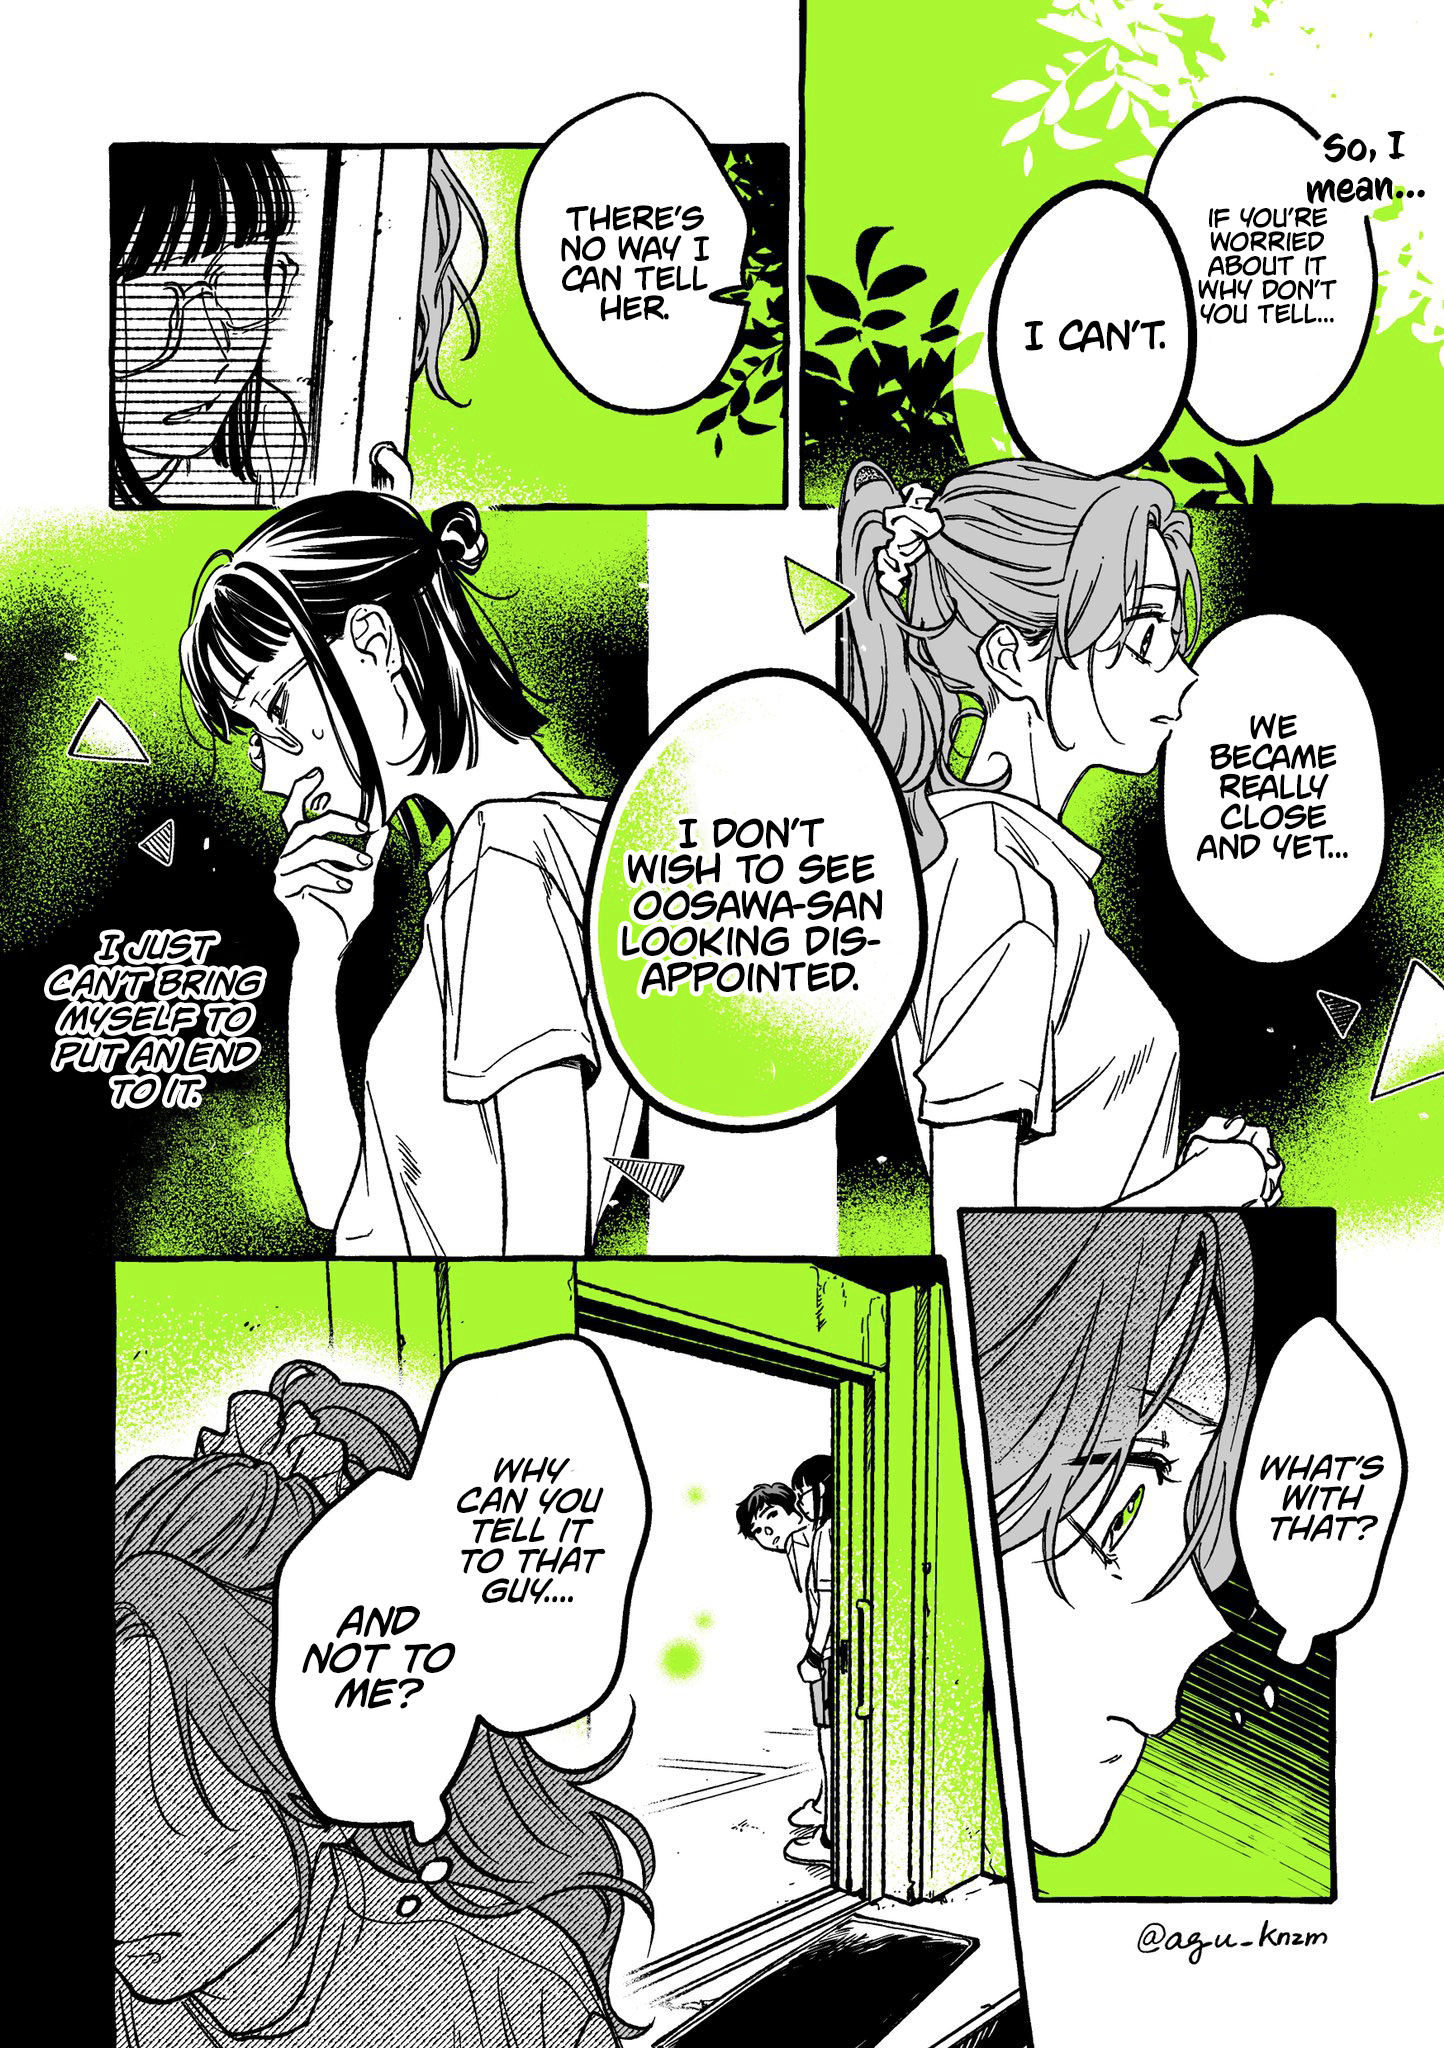 So, I
mean...
IF YOU'RE
WORRIED
ABOUT IT
WHY DON'T
YOU TELL...
I CAN'T.
THERE'S
NO WAY I
CAN TELL
HER.
WE
BECAME
REALLY
CLOSE
AND YET...
I DON'T
WISH TO SEE
OOSAWA-SAN
LOOKING DIS-
APPOINTED.
I JUST
CAN'T BRING
MYSELF TO
PUT AN END
TO IT.
WHAT'S
WITH
THAT?
WHY
CAN YOU
TELL IT
TO THAT
GUY....
AND
NOT TO
ME?
@agu_knzm